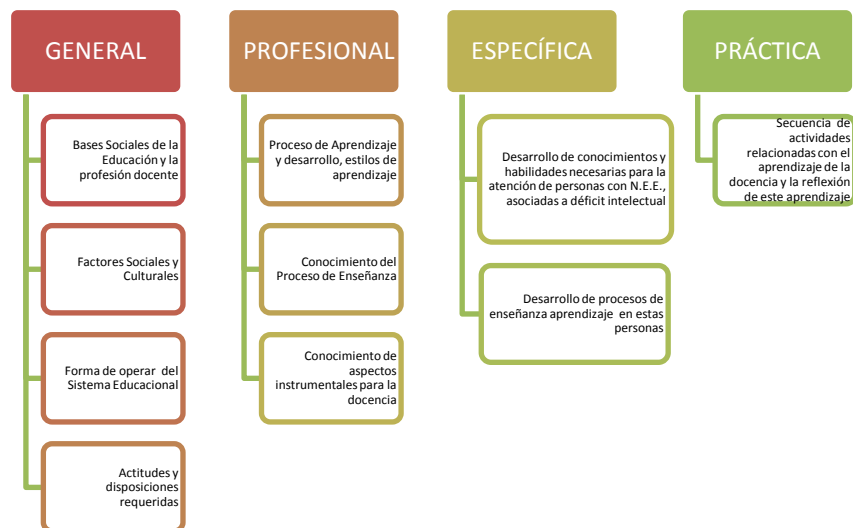 GENERAL
Bases Sociales de la
Educación y la
profesión docente
Factores Sociales y
Culturales
Forma de operar del
Sistema Educacional
Actitudes y
disposiciones
requeridas
PROFESIONAL
Proceso de Aprendizaje
y desarrollo, estilos de
aprendizaje
Conocimiento del
Proceso de Enseñanza
Conocimiento de
aspectos
instrumentales para la
docencia
ESPECÍFICA
Desarrollo de conocimientos y
habilidades necesarias para la
atención de personas con N.E.E.,
asociadas a déficit intelectual
Desarrollo de procesos de
enseñanza aprendizaje en estas
personas
PRÁCTICA
Secuencia de
actividades
relacionadas con el
aprendizaje de la
docencia y la reflexión
de este aprendizaje